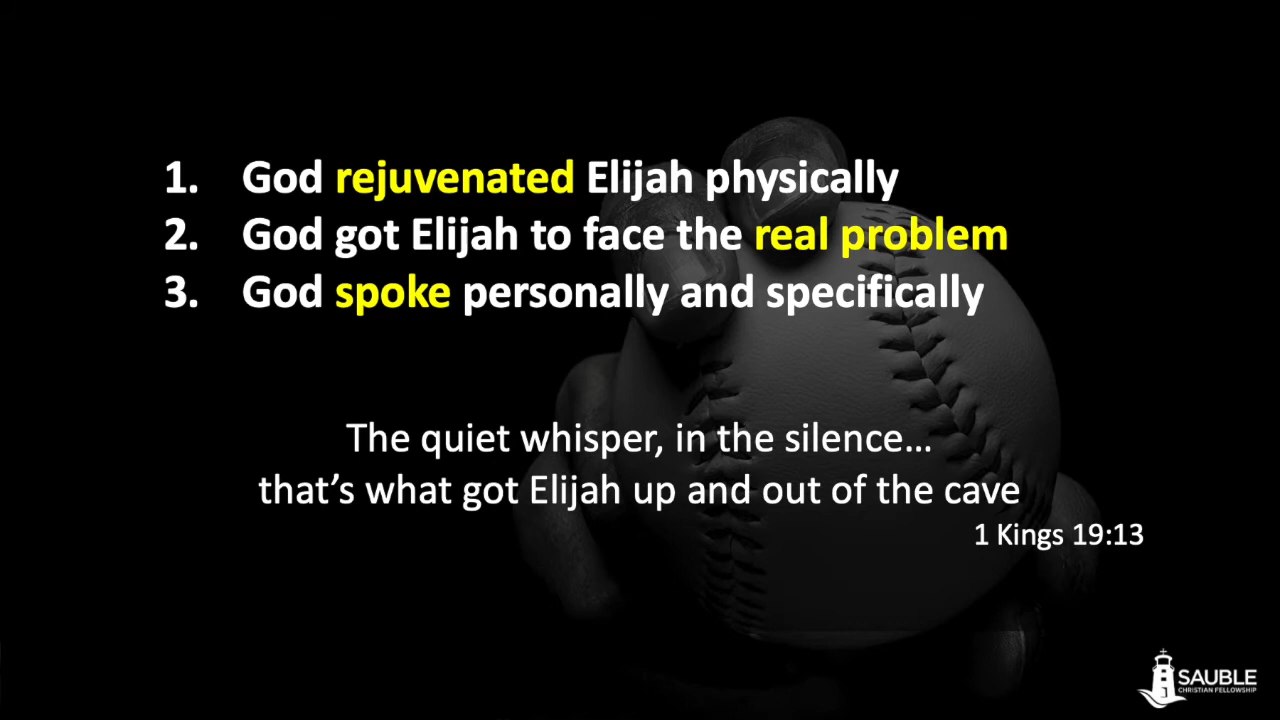 1. God rejuvenated Elijah physically
2. God got Elijah to face the real problem
3. God spoke personally and specifically
The quiet whisper, in the silence…
that’s what got Elijah up and out of the cave
1 Kings 19:13
SAUBLE
CHRISTIAN FELLOWSHIP